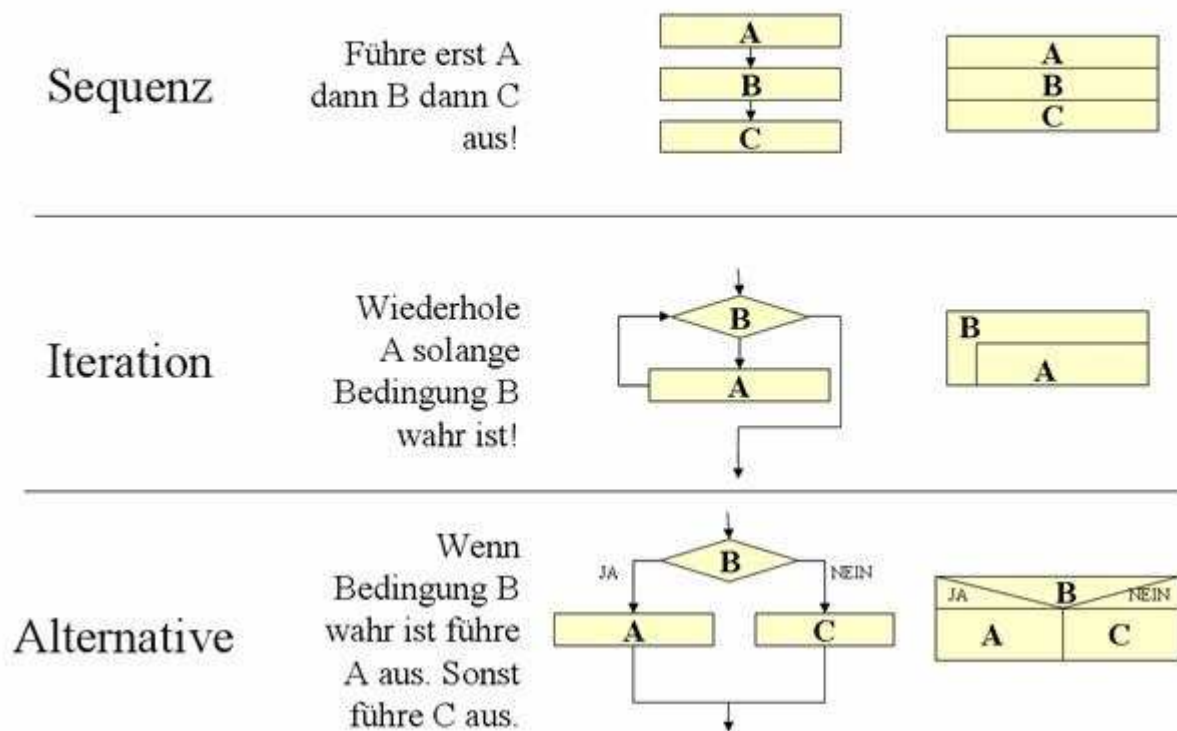 Sequenz
Führe erst A
dann B dann C
aus!
A
B
C
A
B
C
Iteration
Wiederhole
A solange
Bedingung B
wahr ist!
B
A
B
A
Alternative
Wenn
Bedingung B
wahr ist führe
A aus. Sonst
führe C aus.
B
JA
NEIN
A
C
B
JA
NEIN
A
C